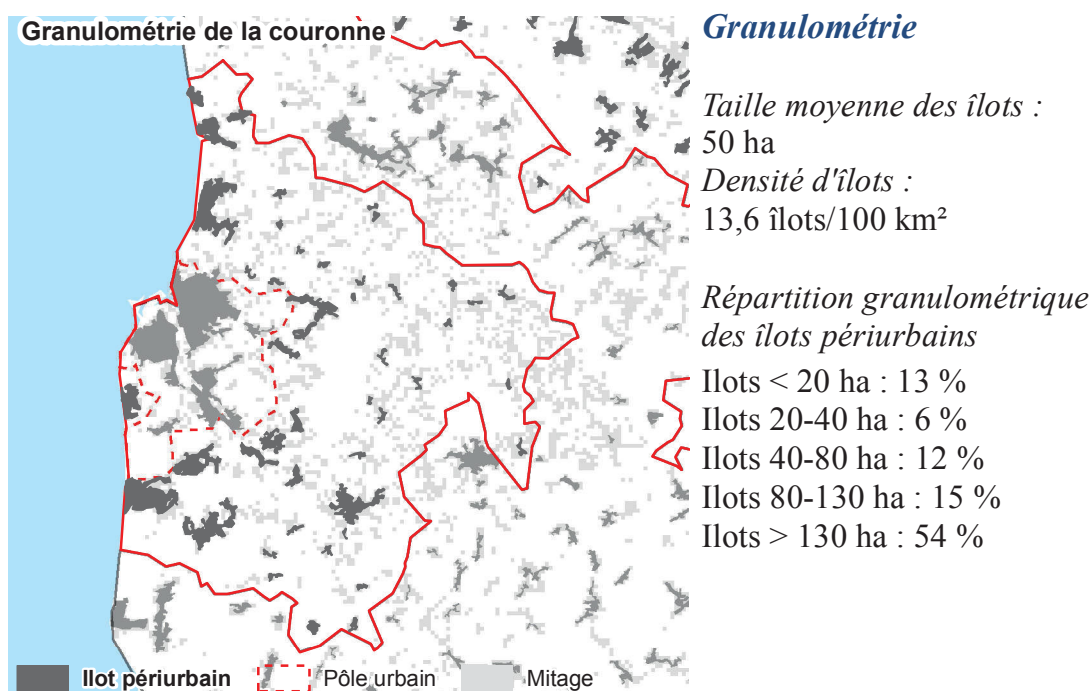 Granulométrie de la couronne
Ilot périurbain
Pôle urbain
Mitage
Granulométrie
Taille moyenne des îlots :
50 ha
Densité d'îlots :
13,6 îlots/100 km²
Répartition granulométrique
des îlots périurbains
Ilots < 20 ha : 13 %
Ilots 20-40 ha : 6 %
Ilots 40-80 ha : 12 %
Ilots 80-130 ha : 15 %
Ilots > 130 ha : 54 %